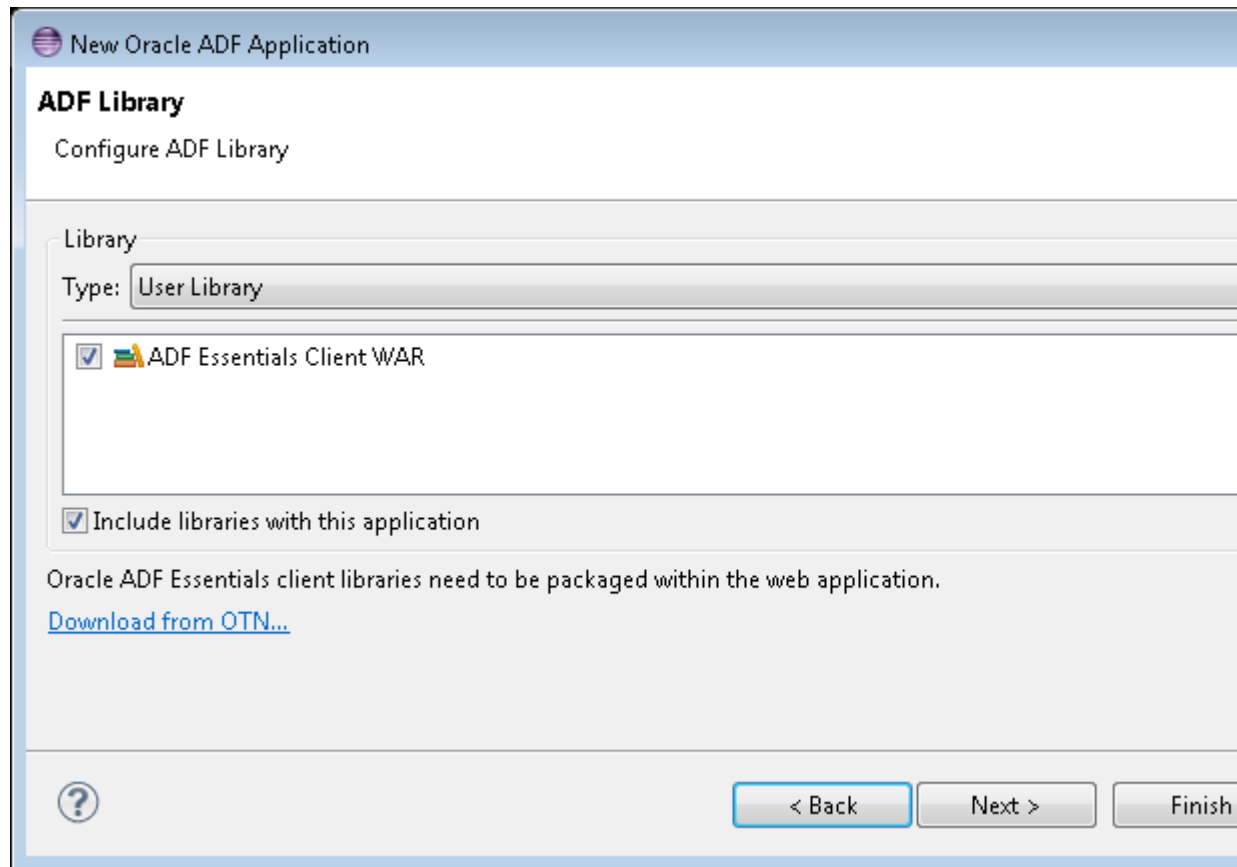 New Oracle ADF Application
ADF Library
Configure ADF Library
Library
Type: User Library
ADF Essentials Client WAR
Include libraries with this application
Oracle ADF Essentials client libraries need to be packaged within the web application.
Download from OTN...
? < Back Next > Finish